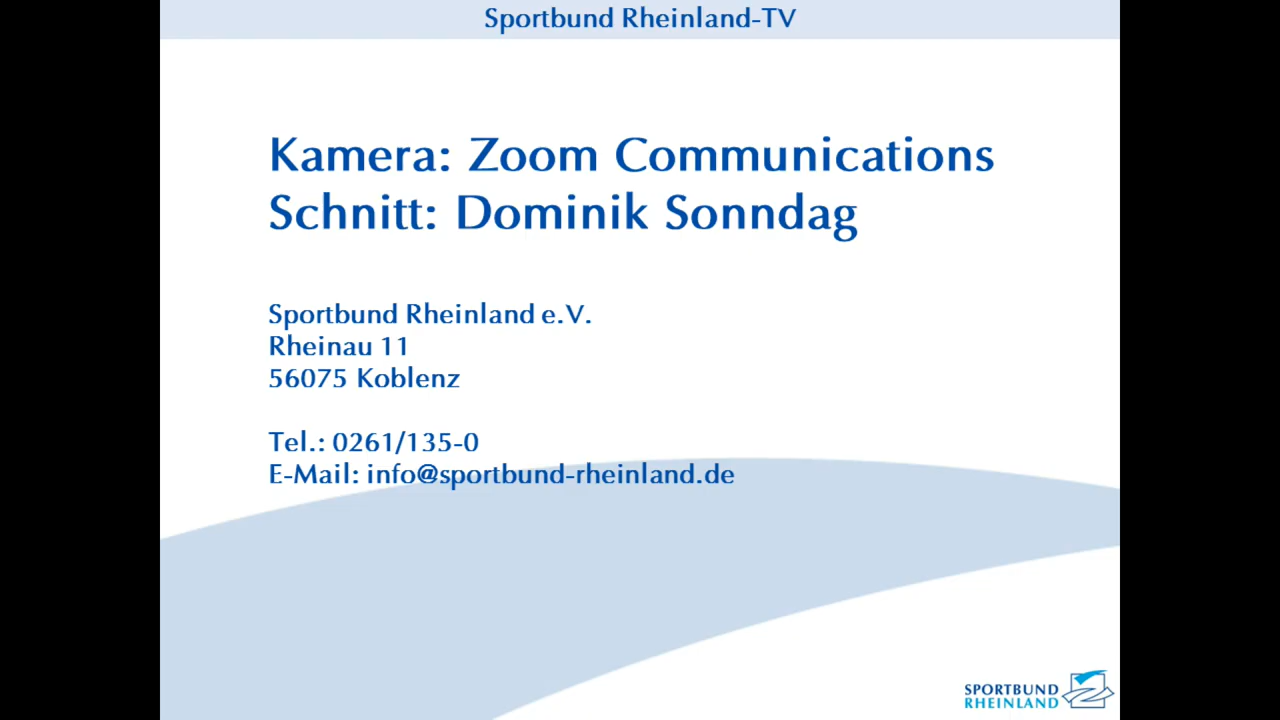 Sportbund Rheinland-TV
Kamera: Zoom Communications
Schnitt: Dominik Sonndag
Sportbund Rheinland e.V.
Rheinau 11
56075 Koblenz
Tel.: 0261/135-0
E-Mail: info@sportbund-rheinland.de
SPORTBUND
RHEINLAND